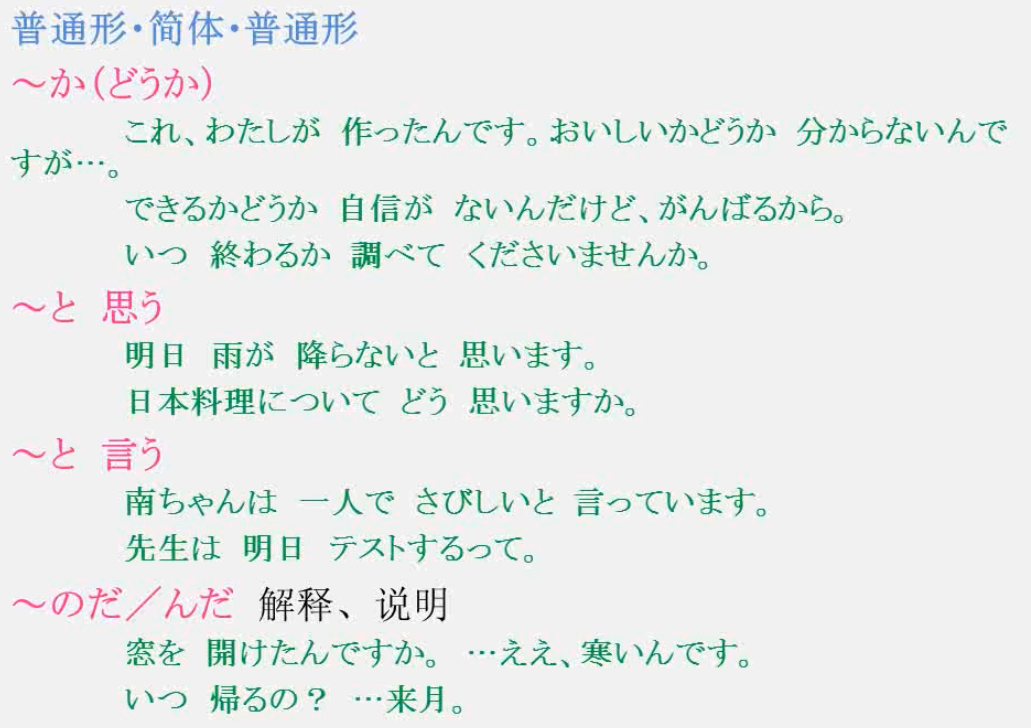 普通形・简体・普通形
～か（どうか）
これ、わたしが 作ったんです。おいしいかどうか 分からないんで
すが…。
できるかどうか 自信が ないんだけど、がんばるから。
いつ 終わるか 調べて くださいませんか。
～と 思う
明日 雨が 降らないと 思います。
日本料理について どう 思いますか。
～と 言う
南ちゃんは 一人で さびしいと 言っています。
先生は 明日 テストするって。
～のだ／んだ 解释、说明
窓を 開けたんですか。 …ええ、寒いんです。
いつ 帰るの？ …来月。